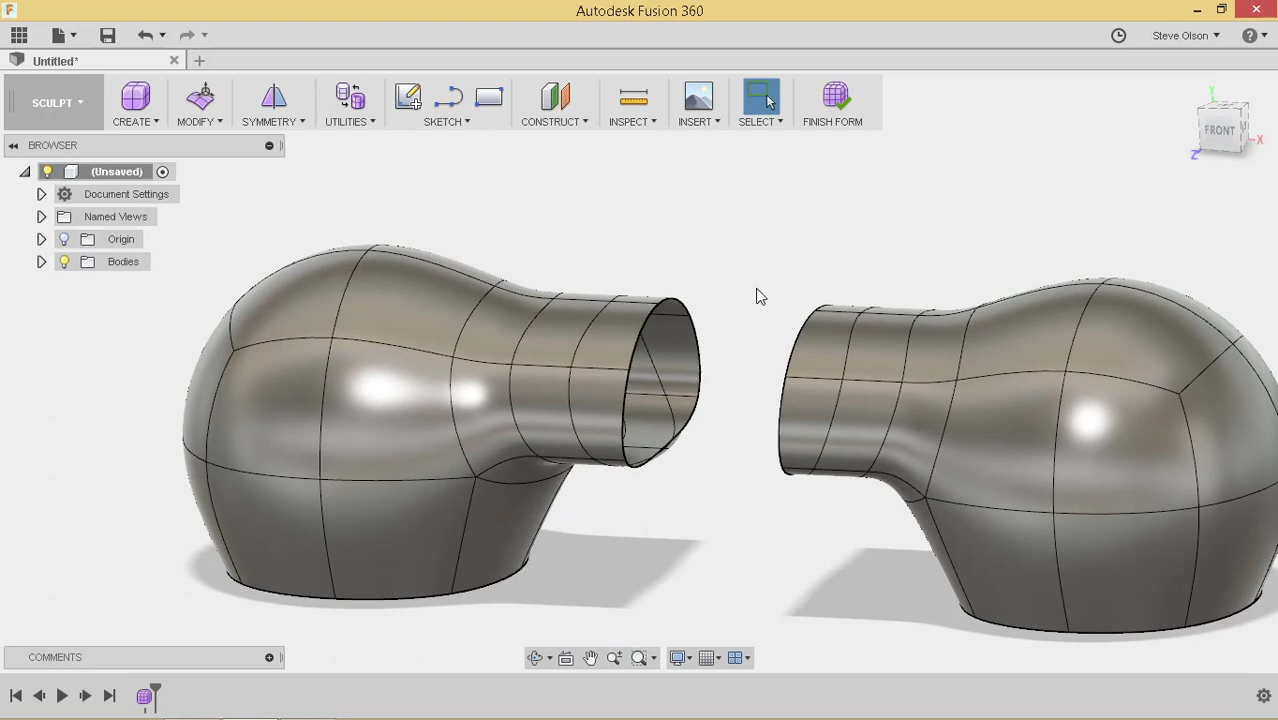 F
Autodesk Fusion 360
Steve Olson
?
Untitled*
SCULPT
CREATE
MODIFY
SYMMETRY
UTILITIES
SKETCH
CONSTRUCT
INSPECT
INSERT
SELECT
FINISH FORM
BROWSER
(Unsaved)
Document Settings
Named Views
Origin
Bodies
Y
FRONT
X
Z
COMMENTS